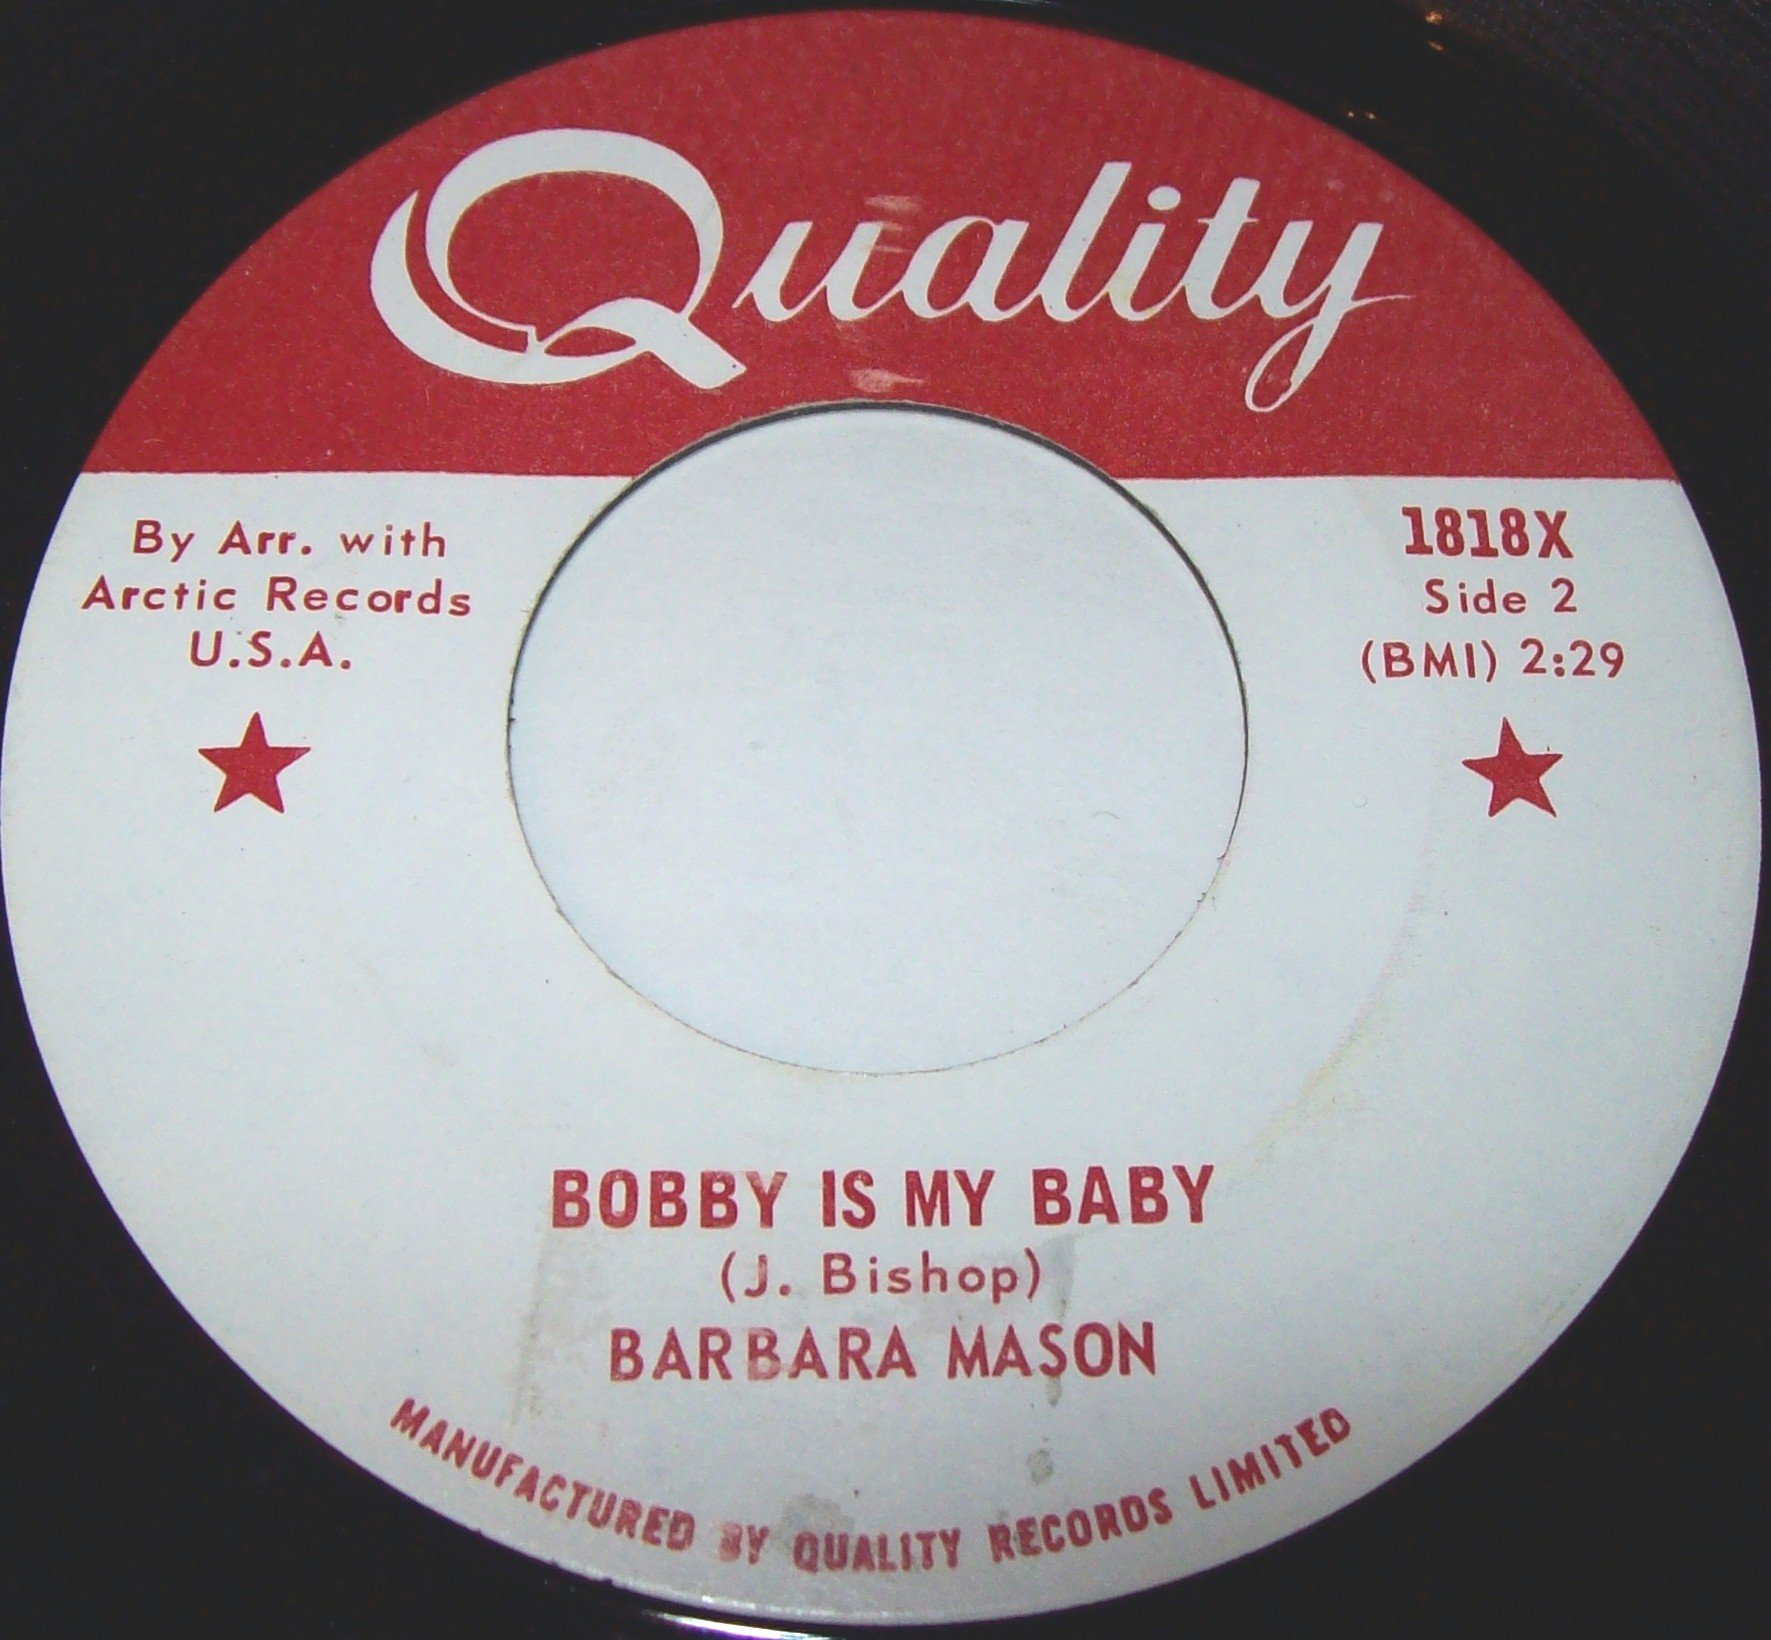 Quality
By Arr. with
Arctic Records
U.S.A.
1818X
Side 2
(BMI) 2:29
BOBBY IS MY BABY
(J. Bishop)
BARBARA MASON
MANUFACTURED BY QUALITY RECORDS LIMITED